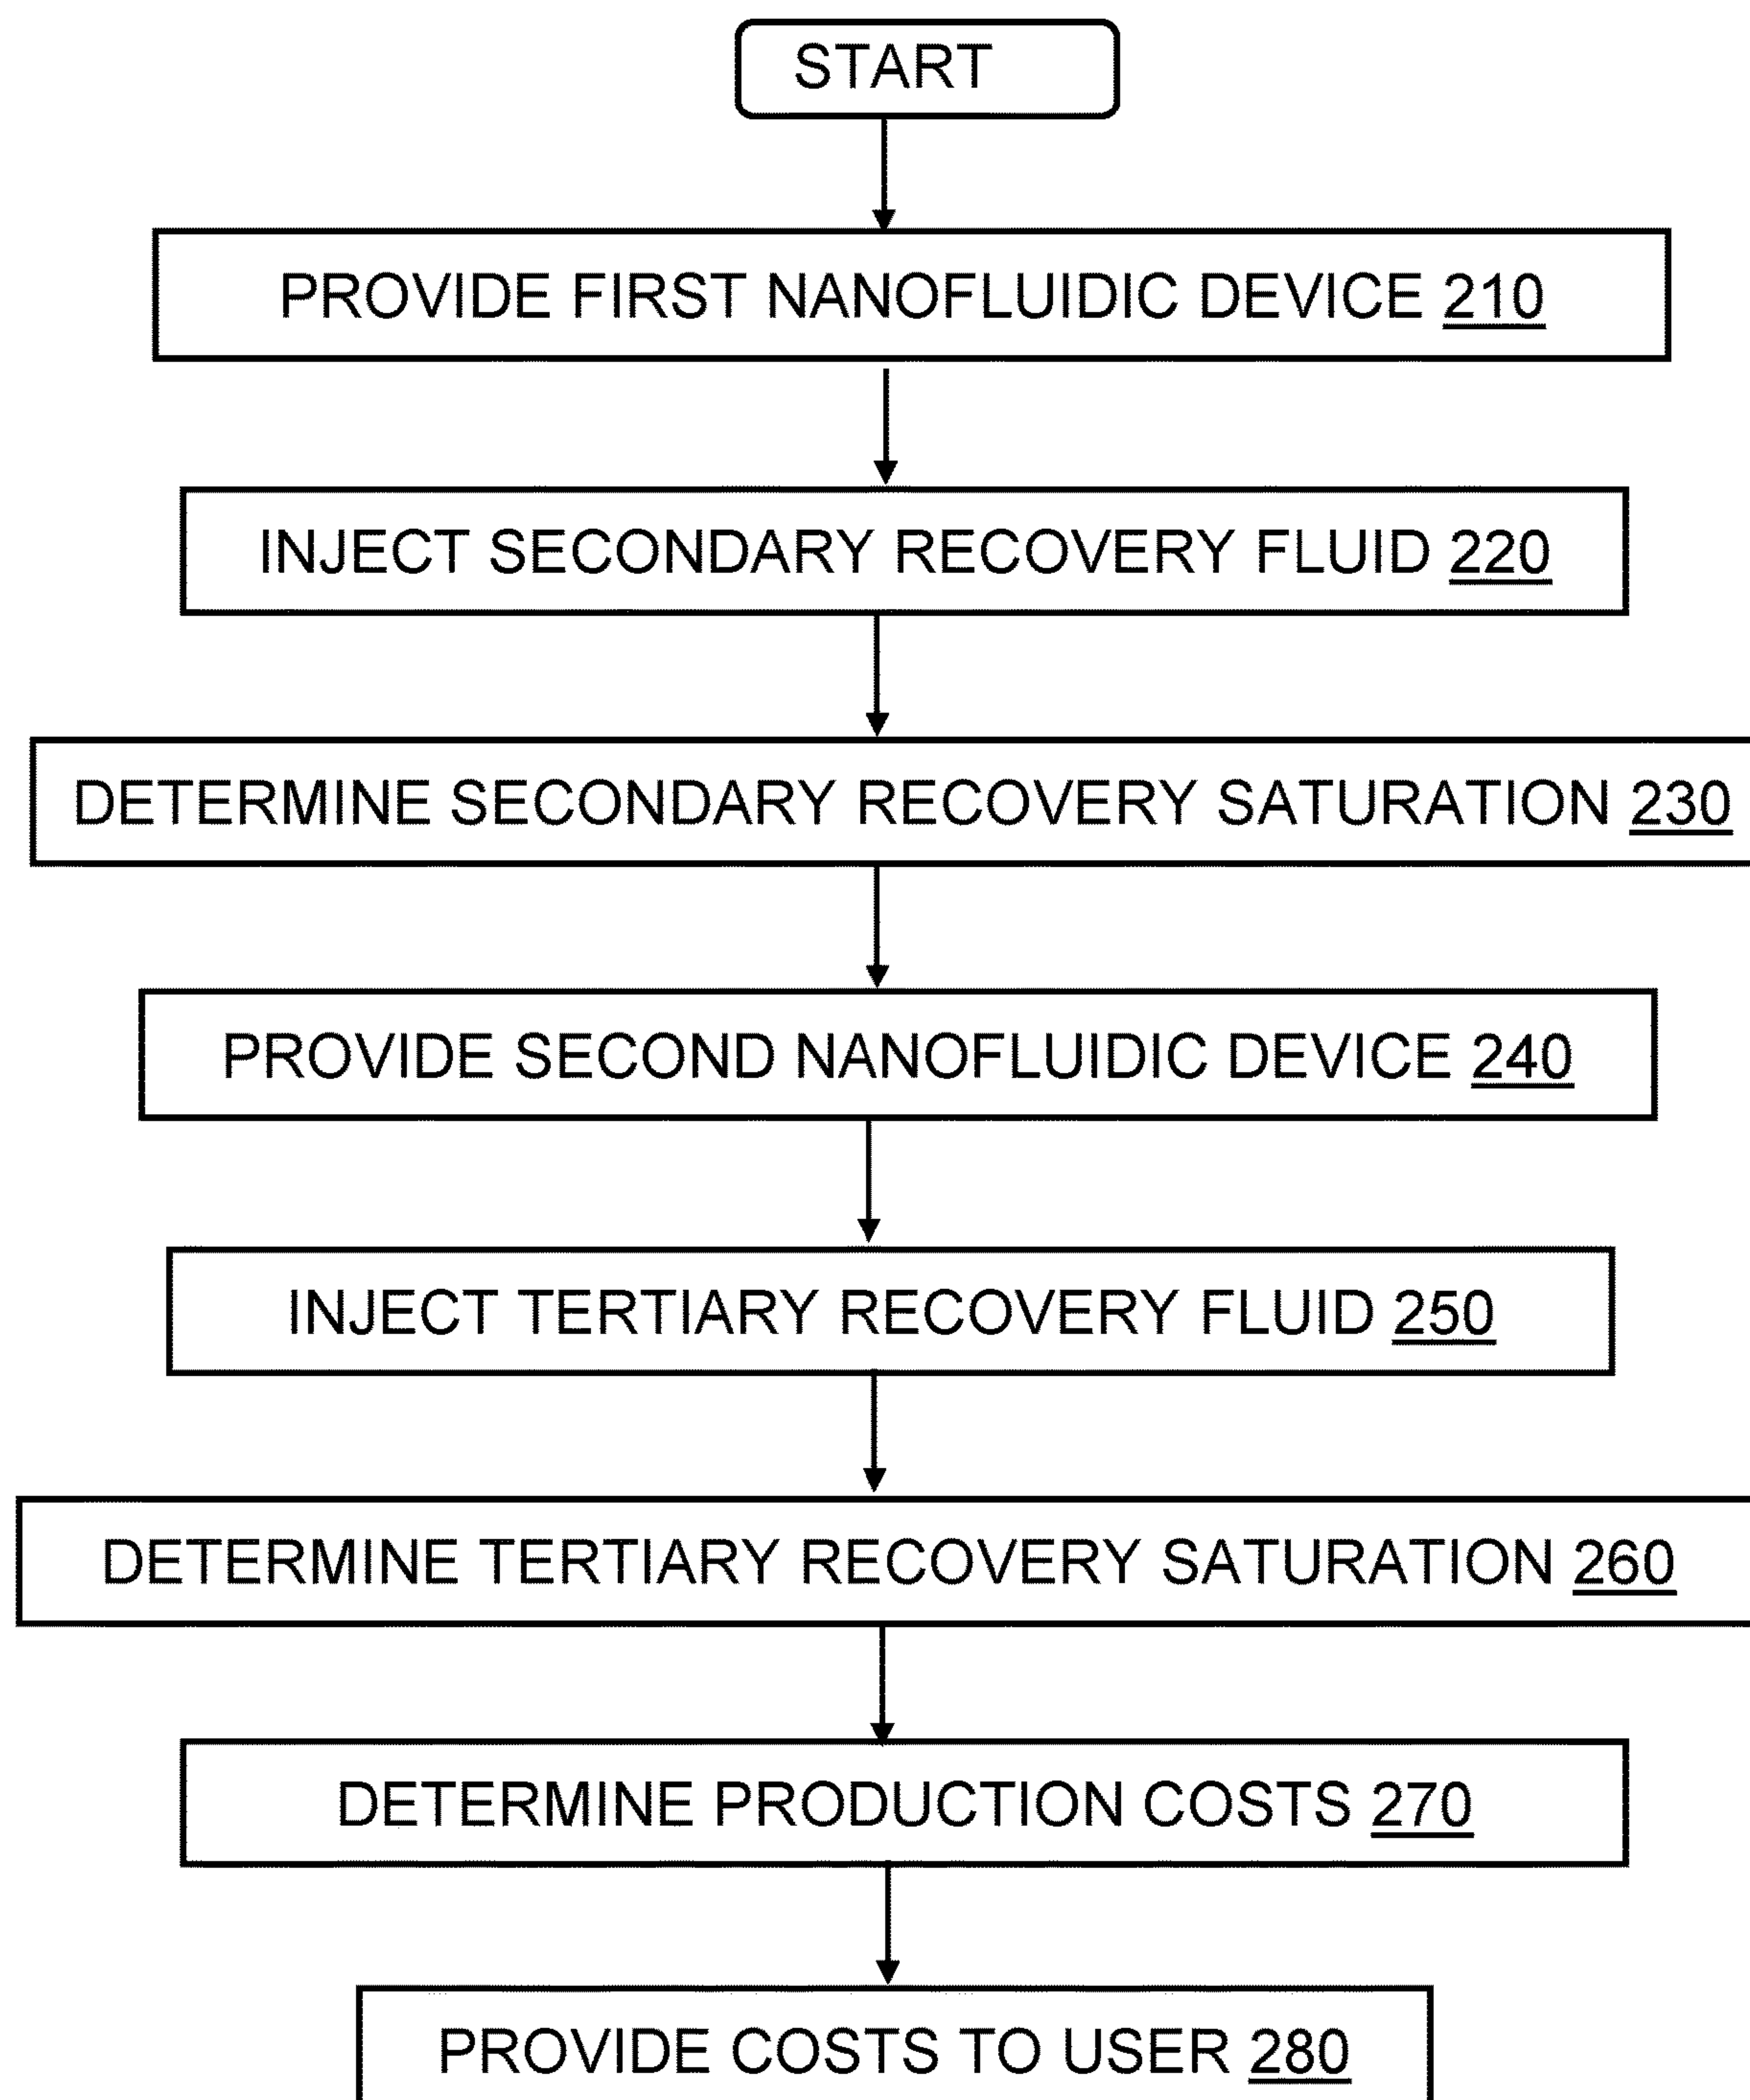 START
PROVIDE FIRST NANOFLUIDIC DEVICE 210
INJECT SECONDARY RECOVERY FLUID 220
DETERMINE SECONDARY RECOVERY SATURATION 230
PROVIDE SECOND NANOFLUIDIC DEVICE 240
INJECT TERTIARY RECOVERY FLUID 250
DETERMINE TERTIARY RECOVERY SATURATION 260
DETERMINE PRODUCTION COSTS 270
PROVIDE COSTS TO USER 280